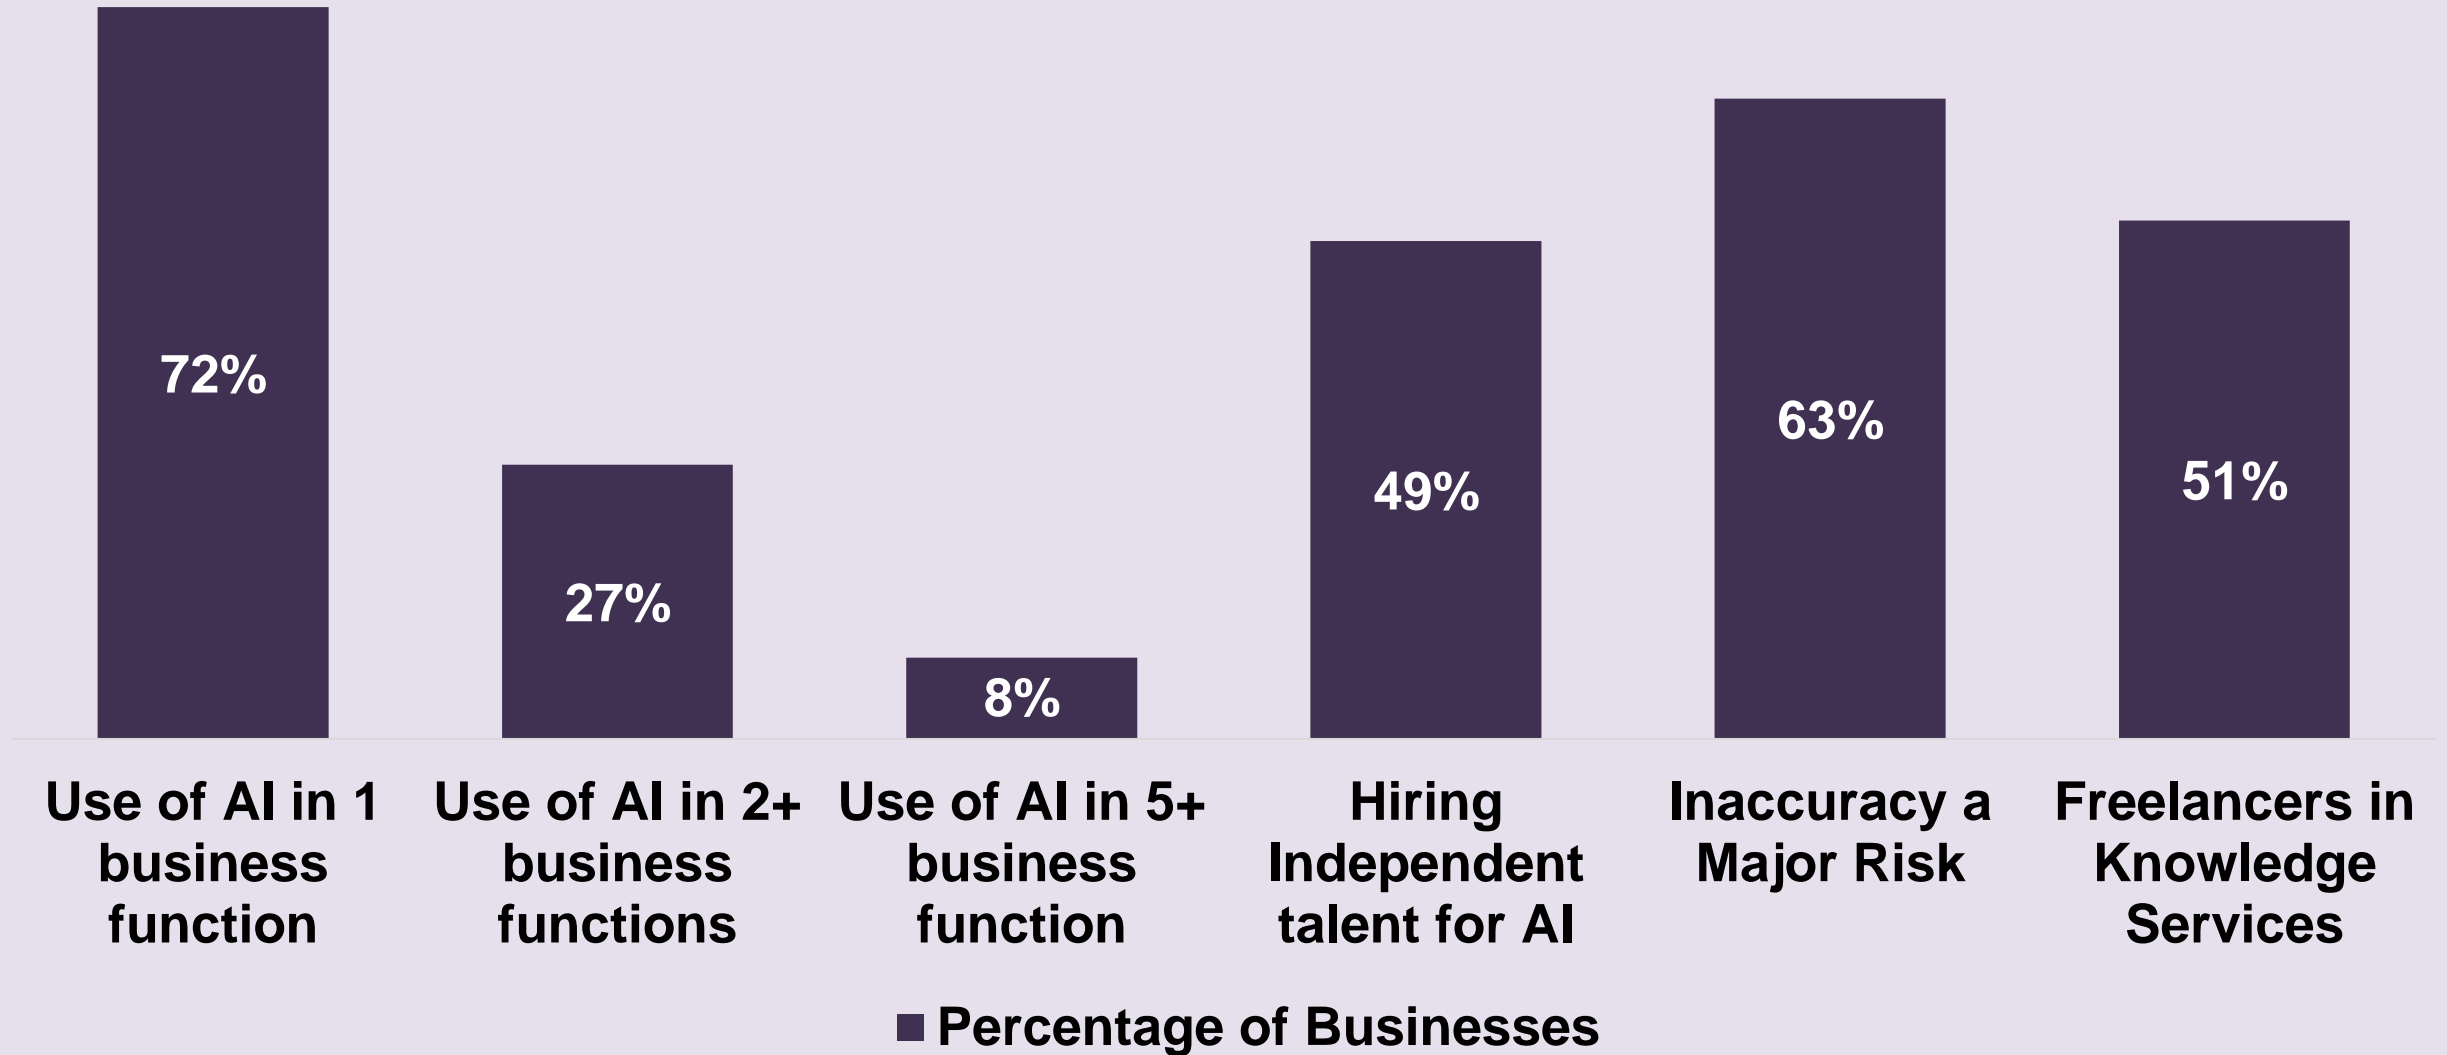 72%
27%
8%
49%
63%
51%
Use of AI in 1
business
function
Use of AI in 2+
business
functions
Use of AI in 5+
business
function
Hiring
Independent
talent for AI
Inaccuracy a
Major Risk
Freelancers in
Knowledge
Services
Percentage of Businesses